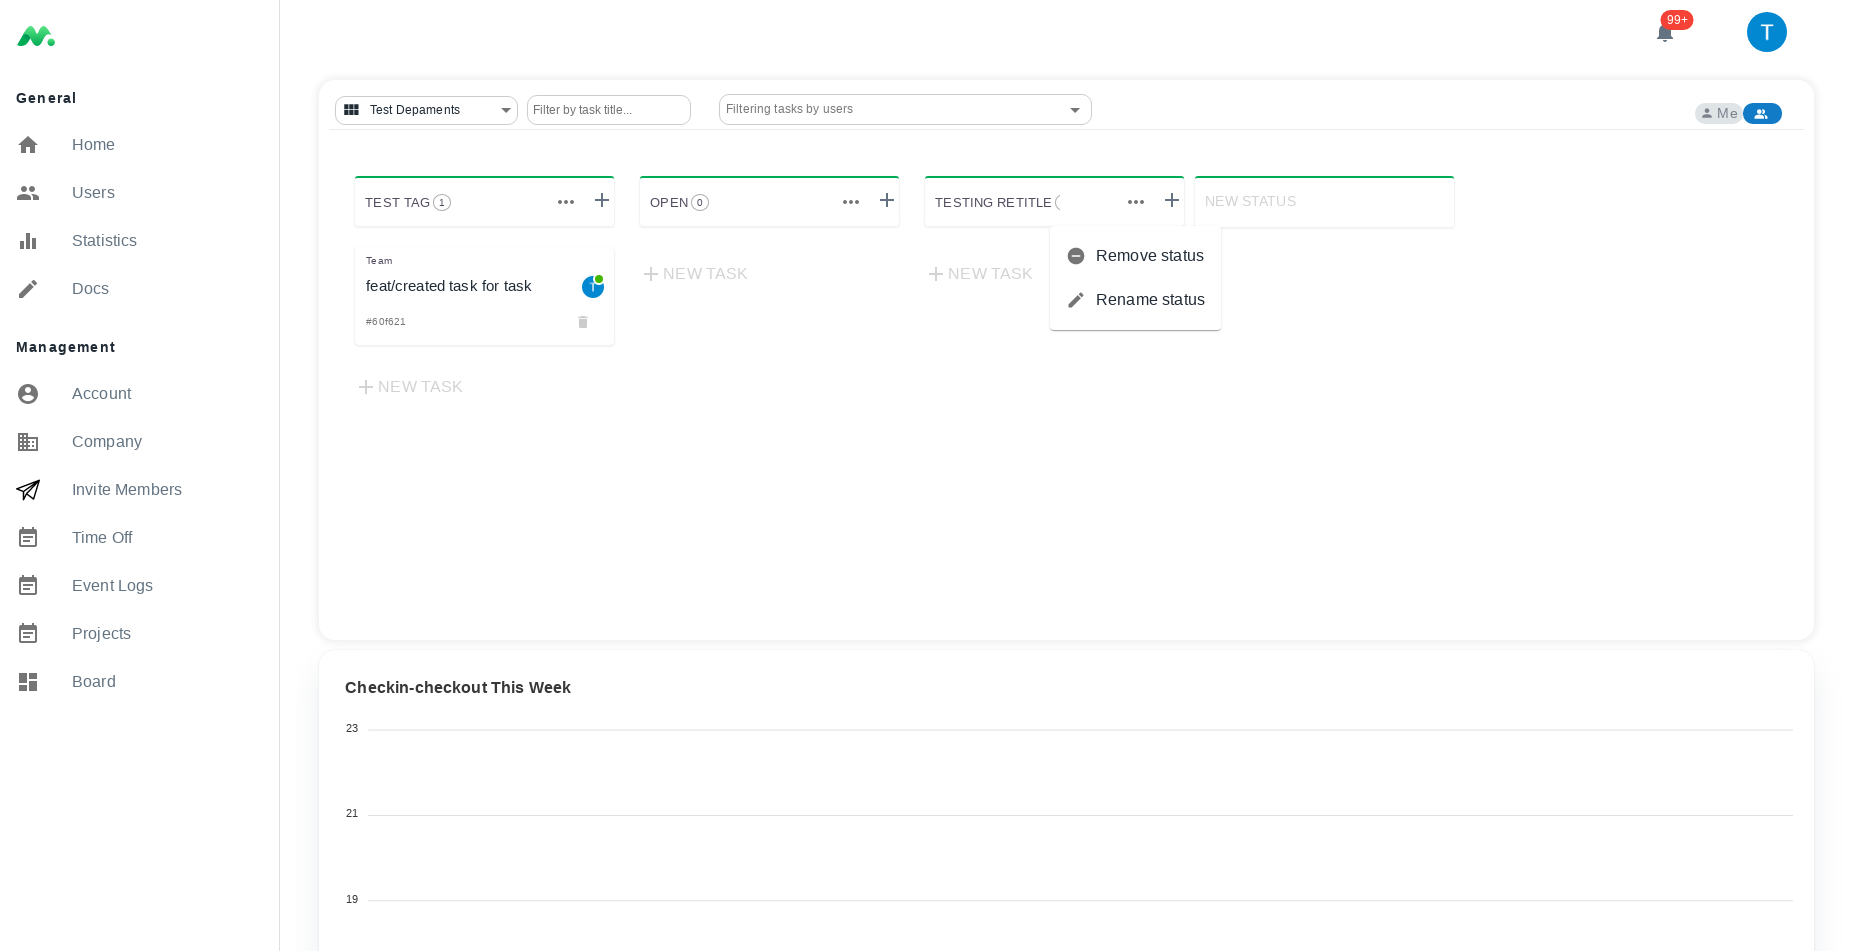 99+
T
General
Home
Users
Statistics
Docs
Management
Account
Company
Invite Members
Time Off
Event Logs
Projects
Board
Test Depaments
Filter by task title...
Filtering tasks by users
Me
TEST TAG 1
OPEN 0
TESTING RETITLE
NEW STATUS
Team
feat/created task for task
T
#60f621
NEW TASK
NEW TASK
NEW TASK
Remove status
Rename status
Checkin-checkout This Week
23
21
19